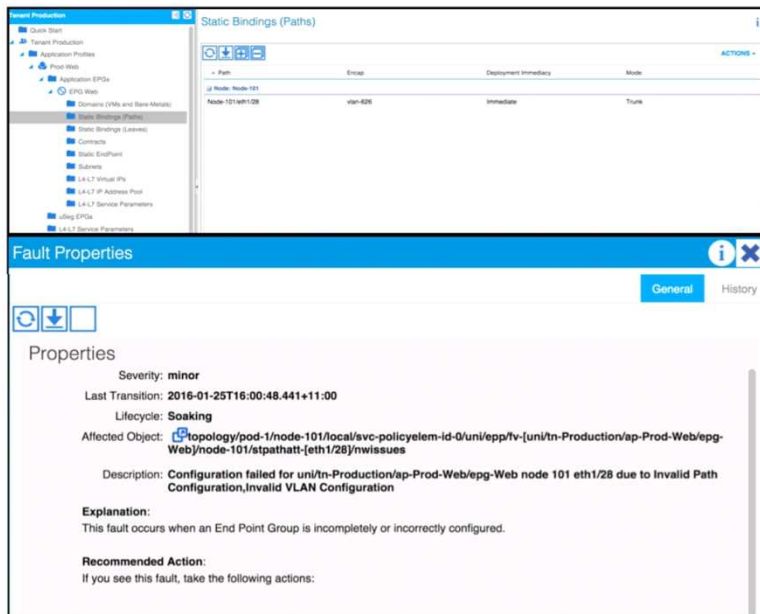 Tenant Production
Quick Start
Tenant Production
Application Profiles
Prod-Web
Application EPGs
EPG Web
Domains (VMs and Bare-Metals)
Static Bindings (Paths)
Static Bindings (Leaves)
Contracts
Static EndPoint
Subnets
L4-L7 Virtual IPs
L4-L7 IP Address Pool
L4-L7 Service Parameters
uSeg EPGs
L4-L7 Service Parameters
Static Bindings (Paths)
i
ACTIONS
Path Encap Deployment Immediacy Mode
Node: Node-101
Node-101/eth1/28 vlan-626 Immediate Trunk
Fault Properties
i
General History
Properties
Severity: minor
Last Transition: 2016-01-25T16:00:48.441+11:00
Lifecycle: Soaking
Affected Object: topology/pod-1/node-101/local/svc-policyelem-id-0/uni/epp/fv-[uni/tn-Production/ap-Prod-Web/epg-
Web]/node-101/stpathatt-[eth1/28]/nwissues
Description: Configuration failed for uni/tn-Production/ap-Prod-Web/epg-Web node 101 eth1/28 due to Invalid Path
Configuration,Invalid VLAN Configuration
Explanation:
This fault occurs when an End Point Group is incompletely or incorrectly configured.
Recommended Action:
If you see this fault, take the following actions: